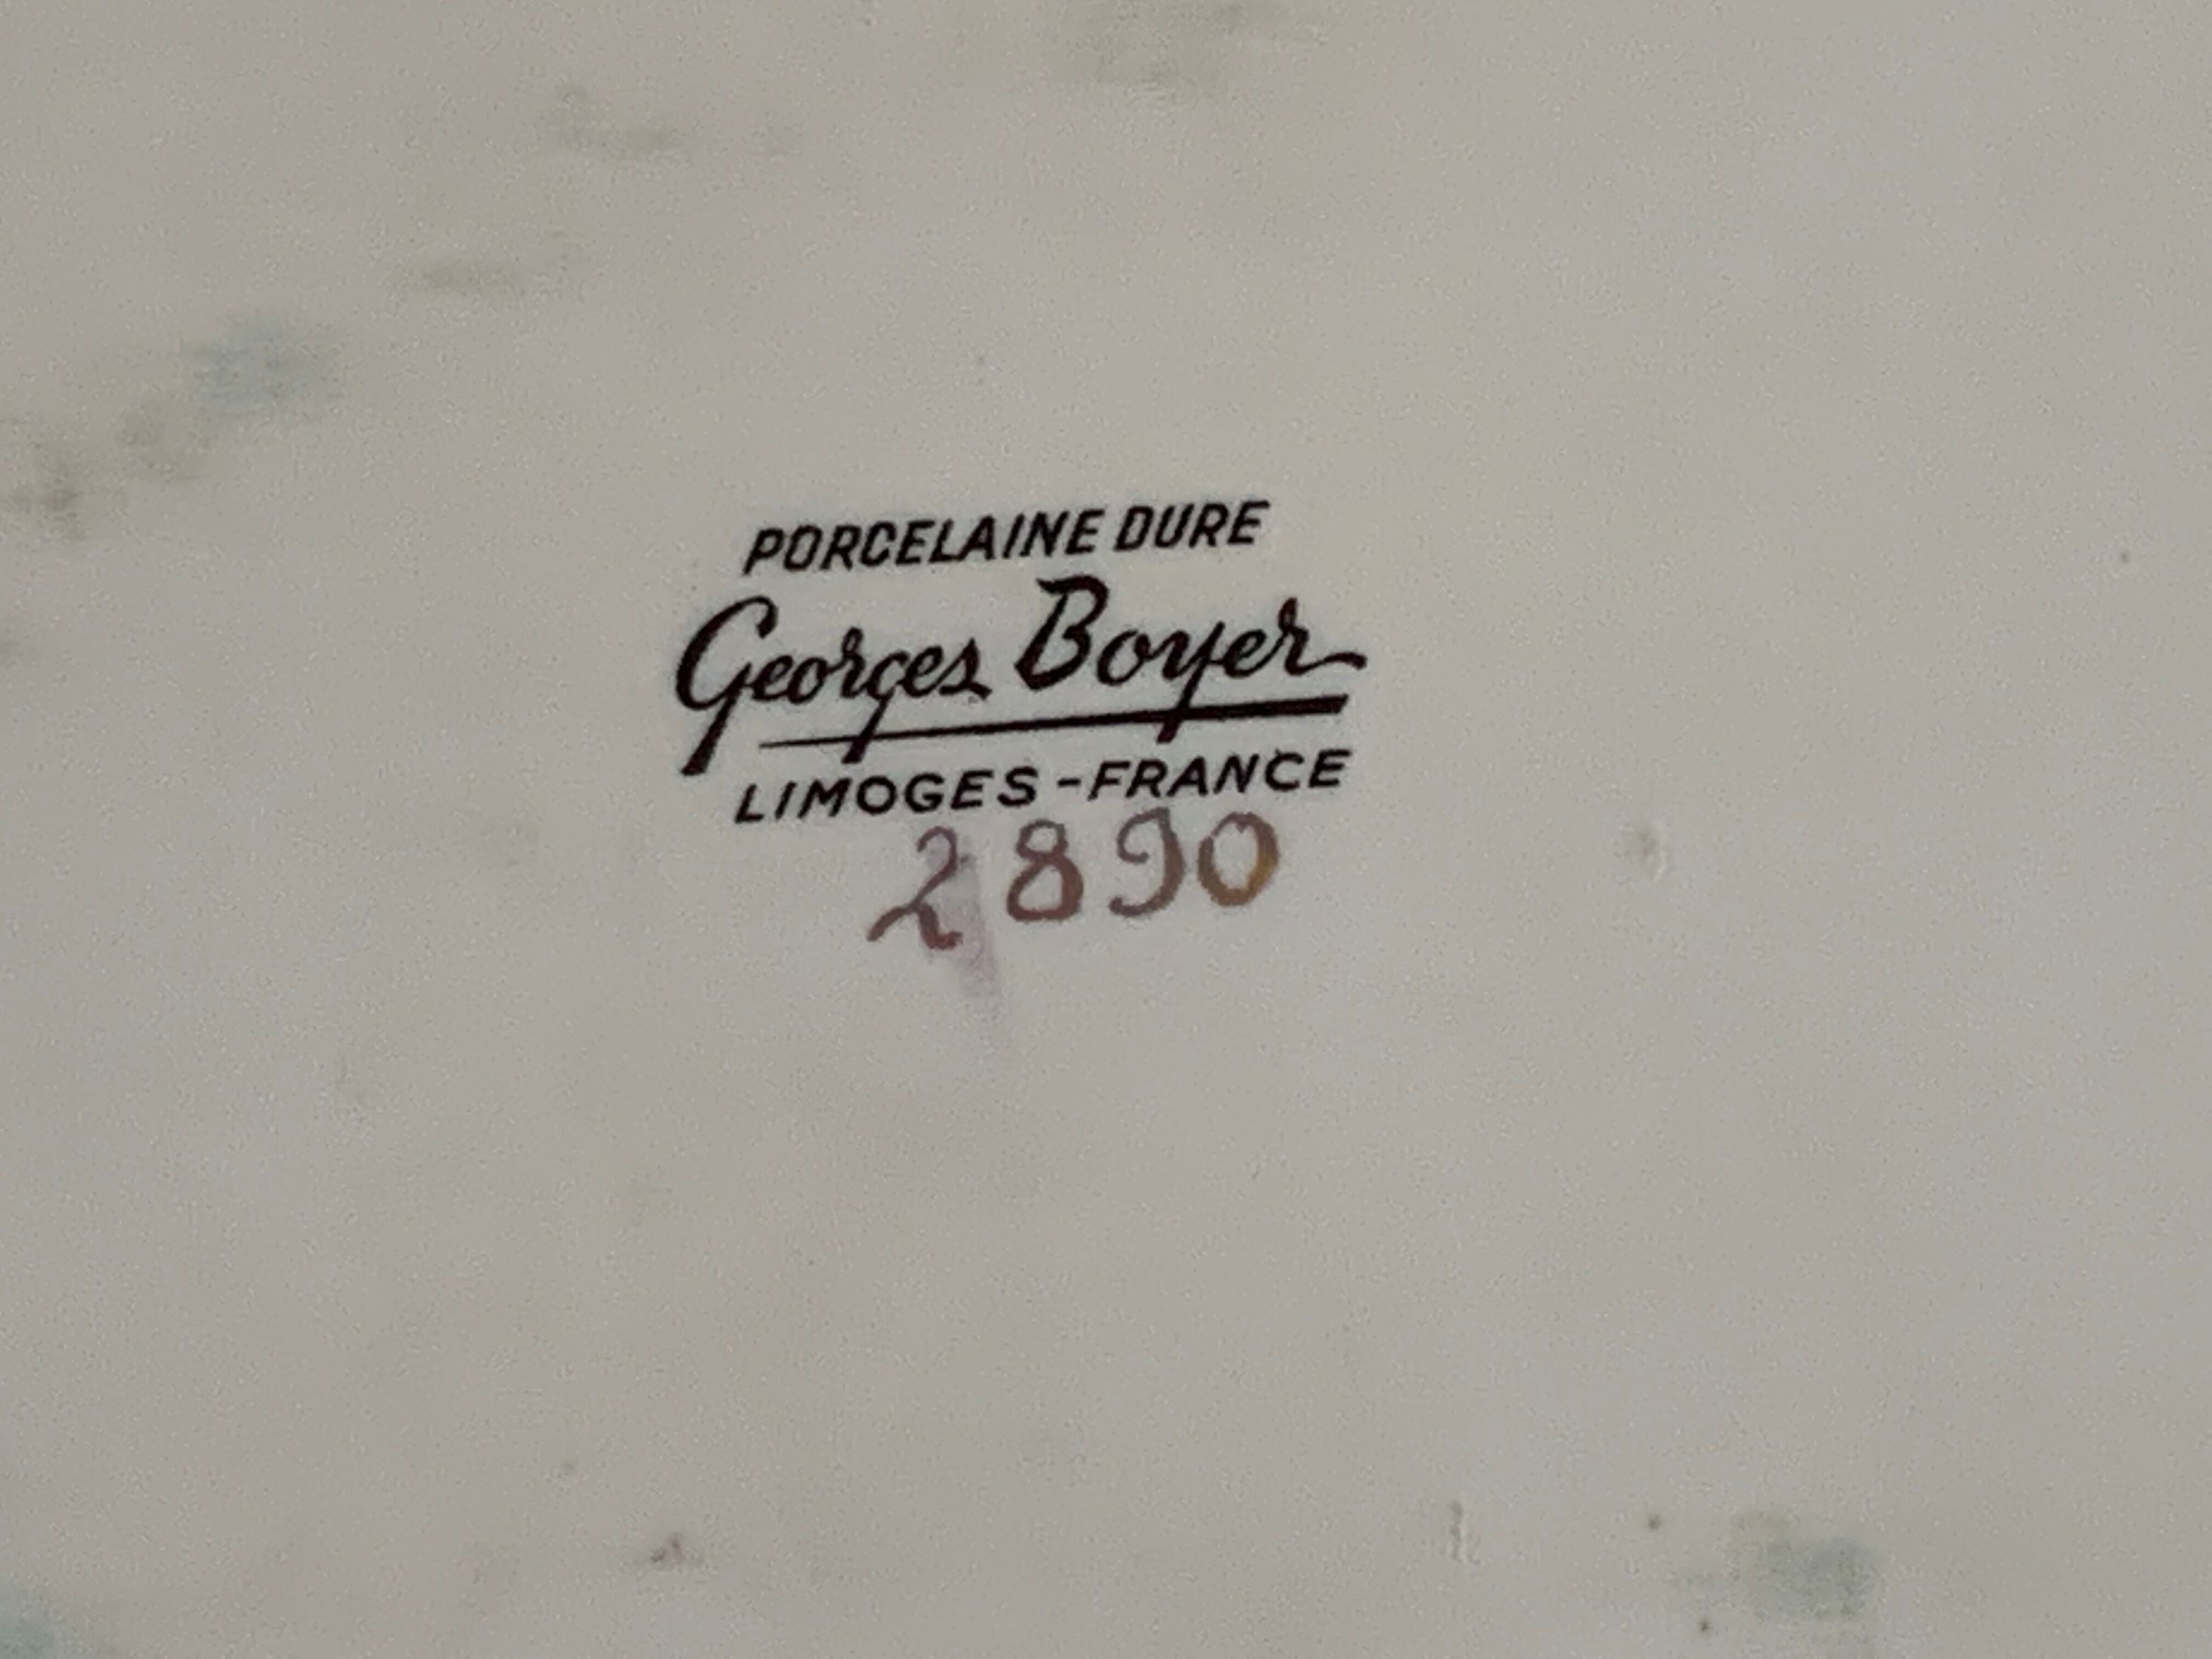 PORCELAINE DURE
Georges Boyer
LIMOGES - FRANCE
2890